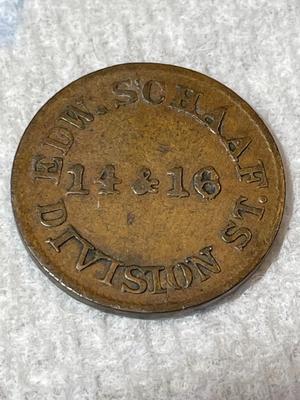 EDW. SCHAAF.
14 & 16
DIVISION ST.